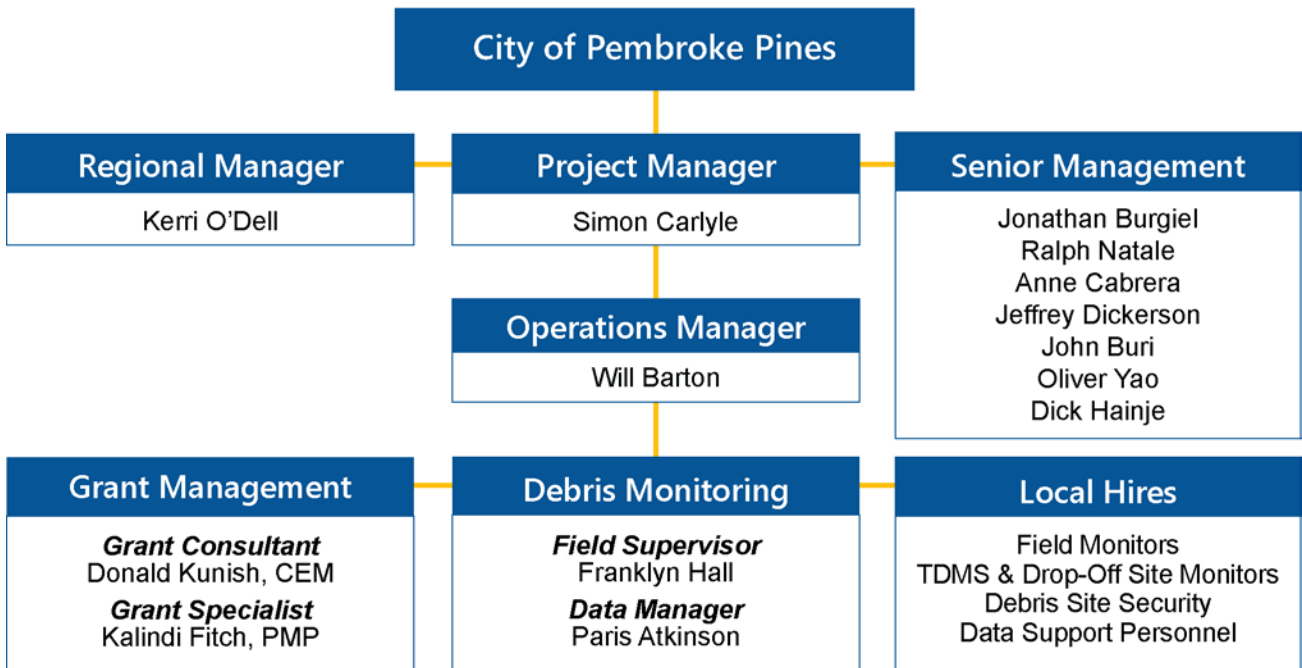 City of Pembroke Pines
Regional Manager
Kerri O'Dell
Project Manager
Simon Carlyle
Senior Management
Jonathan Burgiel
Ralph Natale
Anne Cabrera
Jeffrey Dickerson
John Buri
Oliver Yao
Dick Hainje
Operations Manager
Will Barton
Grant Management
Grant Consultant
Donald Kunish, CEM
Grant Specialist
Kalindi Fitch, PMP
Debris Monitoring
Field Supervisor
Franklyn Hall
Data Manager
Paris Atkinson
Local Hires
Field Monitors
TDMS & Drop-Off Site Monitors
Debris Site Security
Data Support Personnel